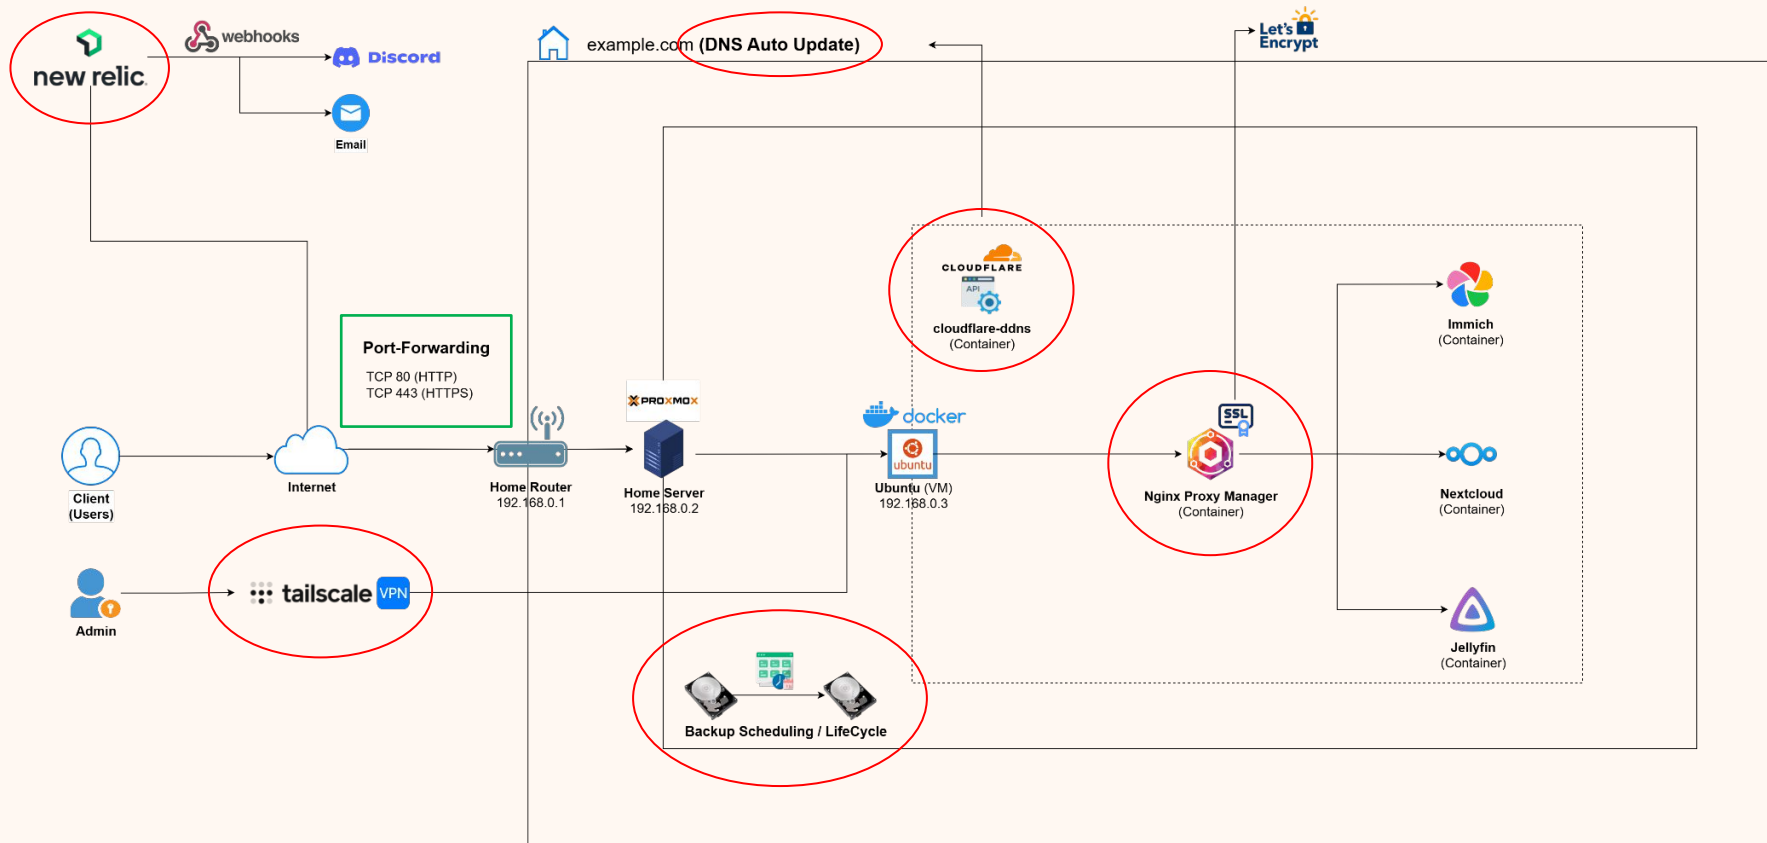 new relic.
webhooks
Discord
Email
example.com (DNS Auto Update)
Let's
Encrypt
Port-Forwarding
TCP 80 (HTTP)
TCP 443 (HTTPS)
CLOUDFLARE
API
cloudflare-ddns
(Container)
Immich
(Container)
PROXMOX
docker
ubuntu
SSL
Client
(Users)
Internet
Home Router
192.168.0.1
Home Server
192.168.0.2
Ubuntu (VM)
192.168.0.3
Nginx Proxy Manager
(Container)
Nextcloud
(Container)
tailscale
VPN
Admin
Jellyfin
(Container)
Backup Scheduling / LifeCycle